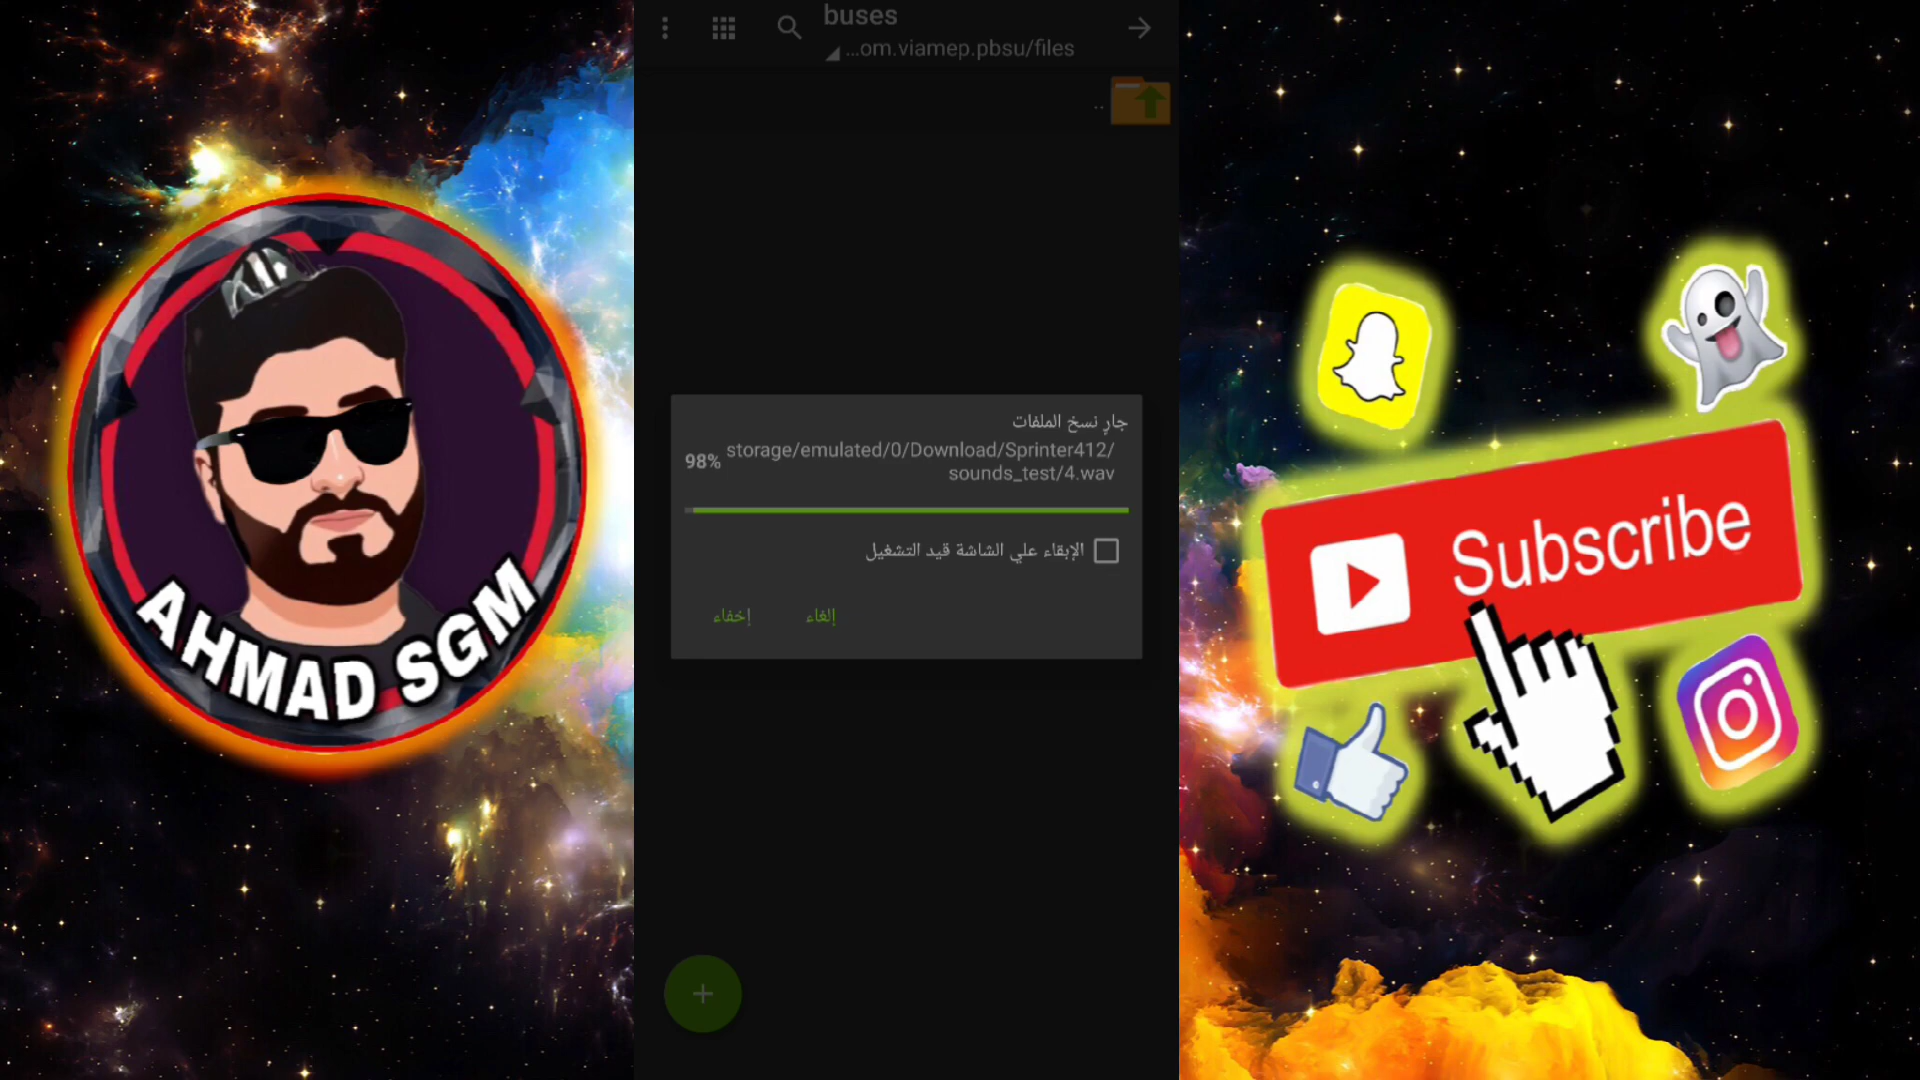 buses
...om.viamep.pbsu/files
..
جارٍ نسخ الملفات
storage/emulated/0/Download/Sprinter412/
sounds_test/4.wav
98%
الإبقاء علي الشاشة قيد التشغيل
إلغاء
إخفاء
AHMAD SGM
Subscribe